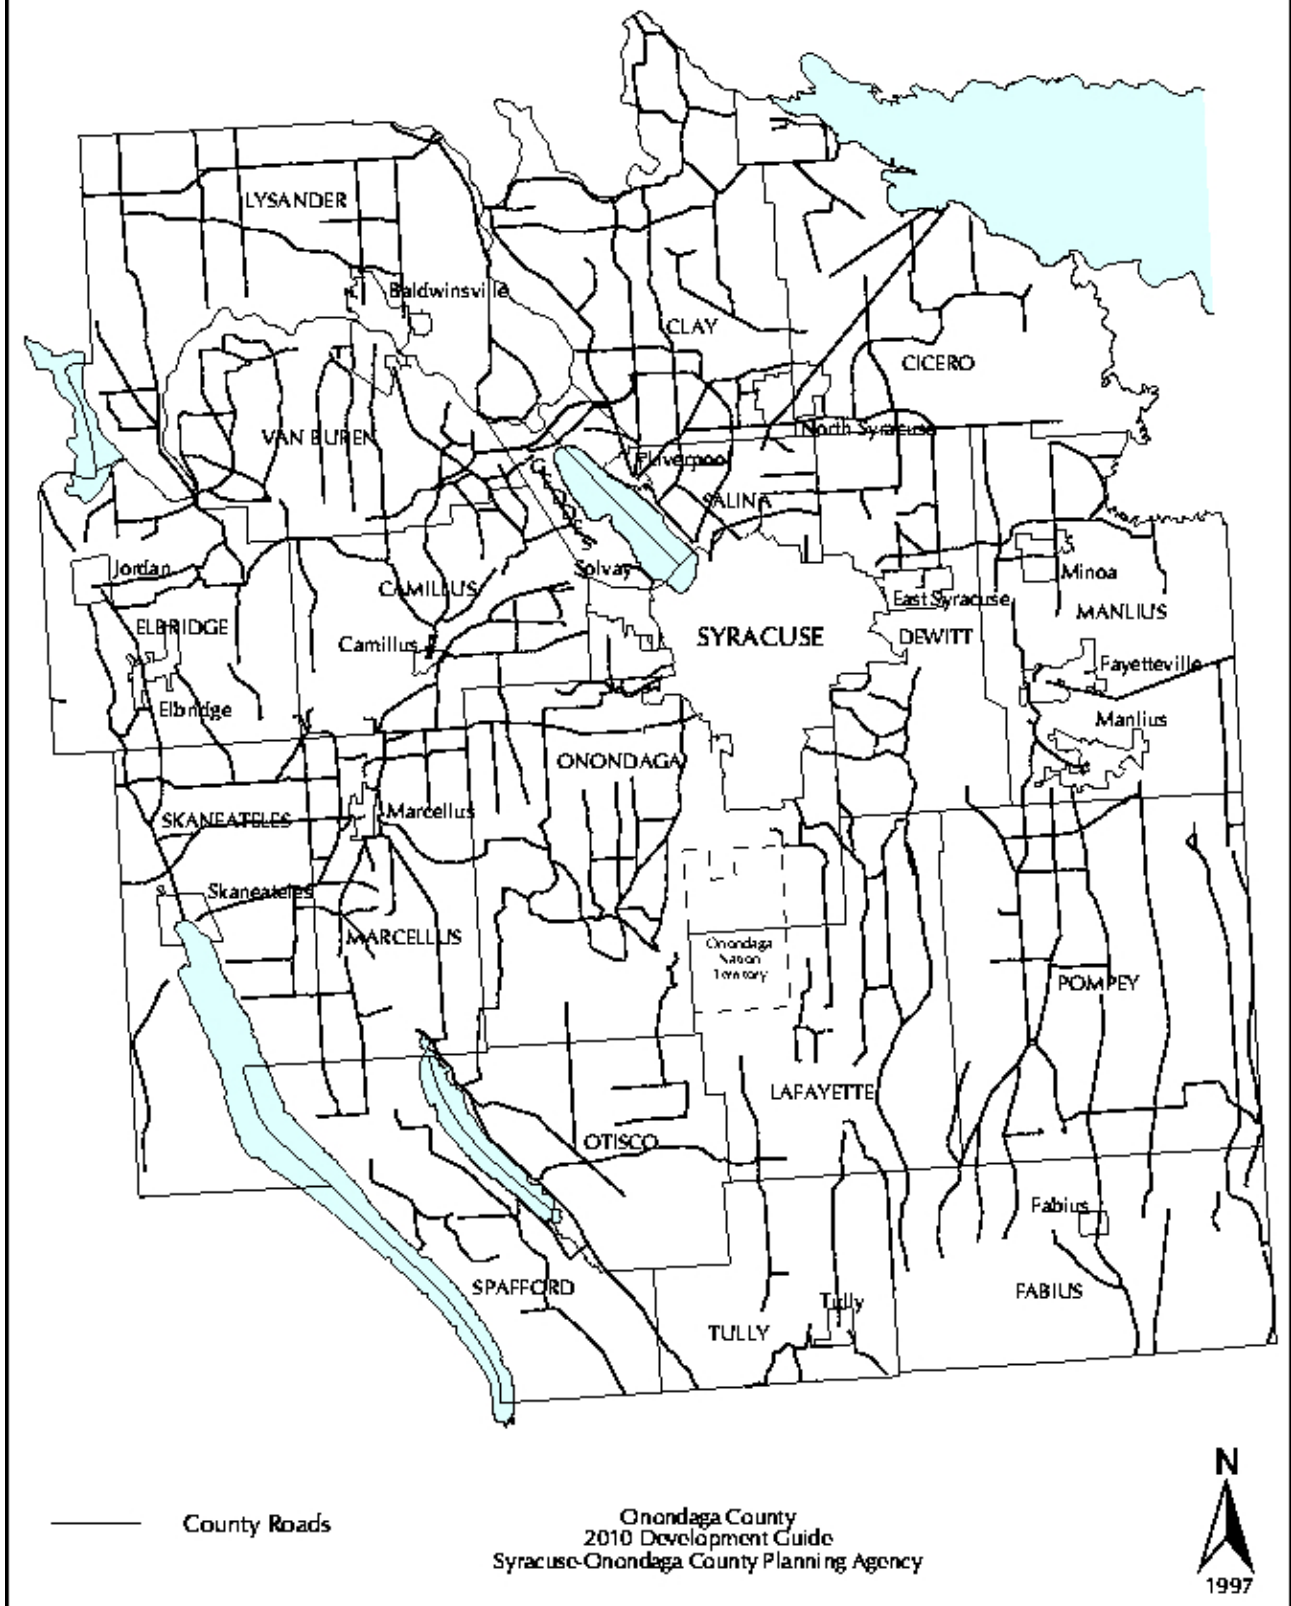 LYSANDER
Baldwinsville
CLAY
CICERO
VAN BUREN
North Syracuse
Liverpool
GEDDES
SALINA
Jordan
Solvay
Minoa
CAMILLUS
East Syracuse
MANLIUS
ELBRIDGE
SYRACUSE
DEWITT
Camillus
Fayetteville
Elbridge
Manlius
ONONDAGA
SKANEATELES
Marcellus
Skaneateles
MARCELLUS
Onondaga
Nation
Territory
POMPEY
LAFAYETTE
OTISCO
Fabius
SPAFFORD
FABIUS
Tully
TULLY
N
County Roads
Onondaga County
2010 Development Guide
Syracuse-Onondaga County Planning Agency
1997